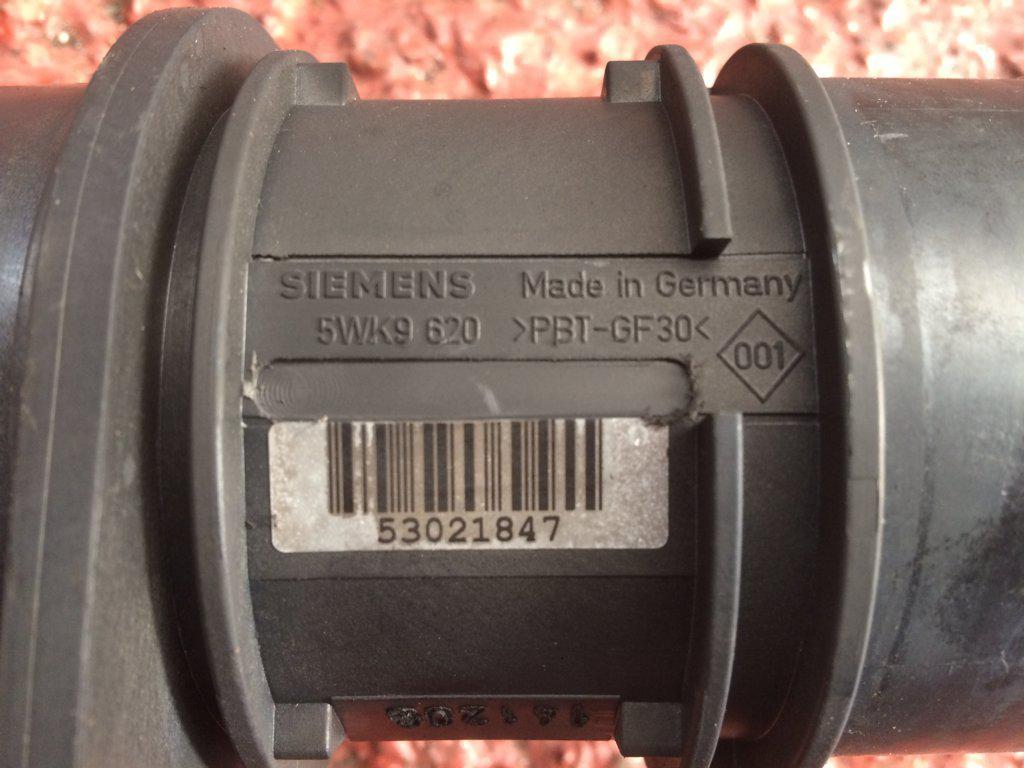 SIEMENS Made in Germany
5WK9 620 >PBT-GF30<
001
53021847